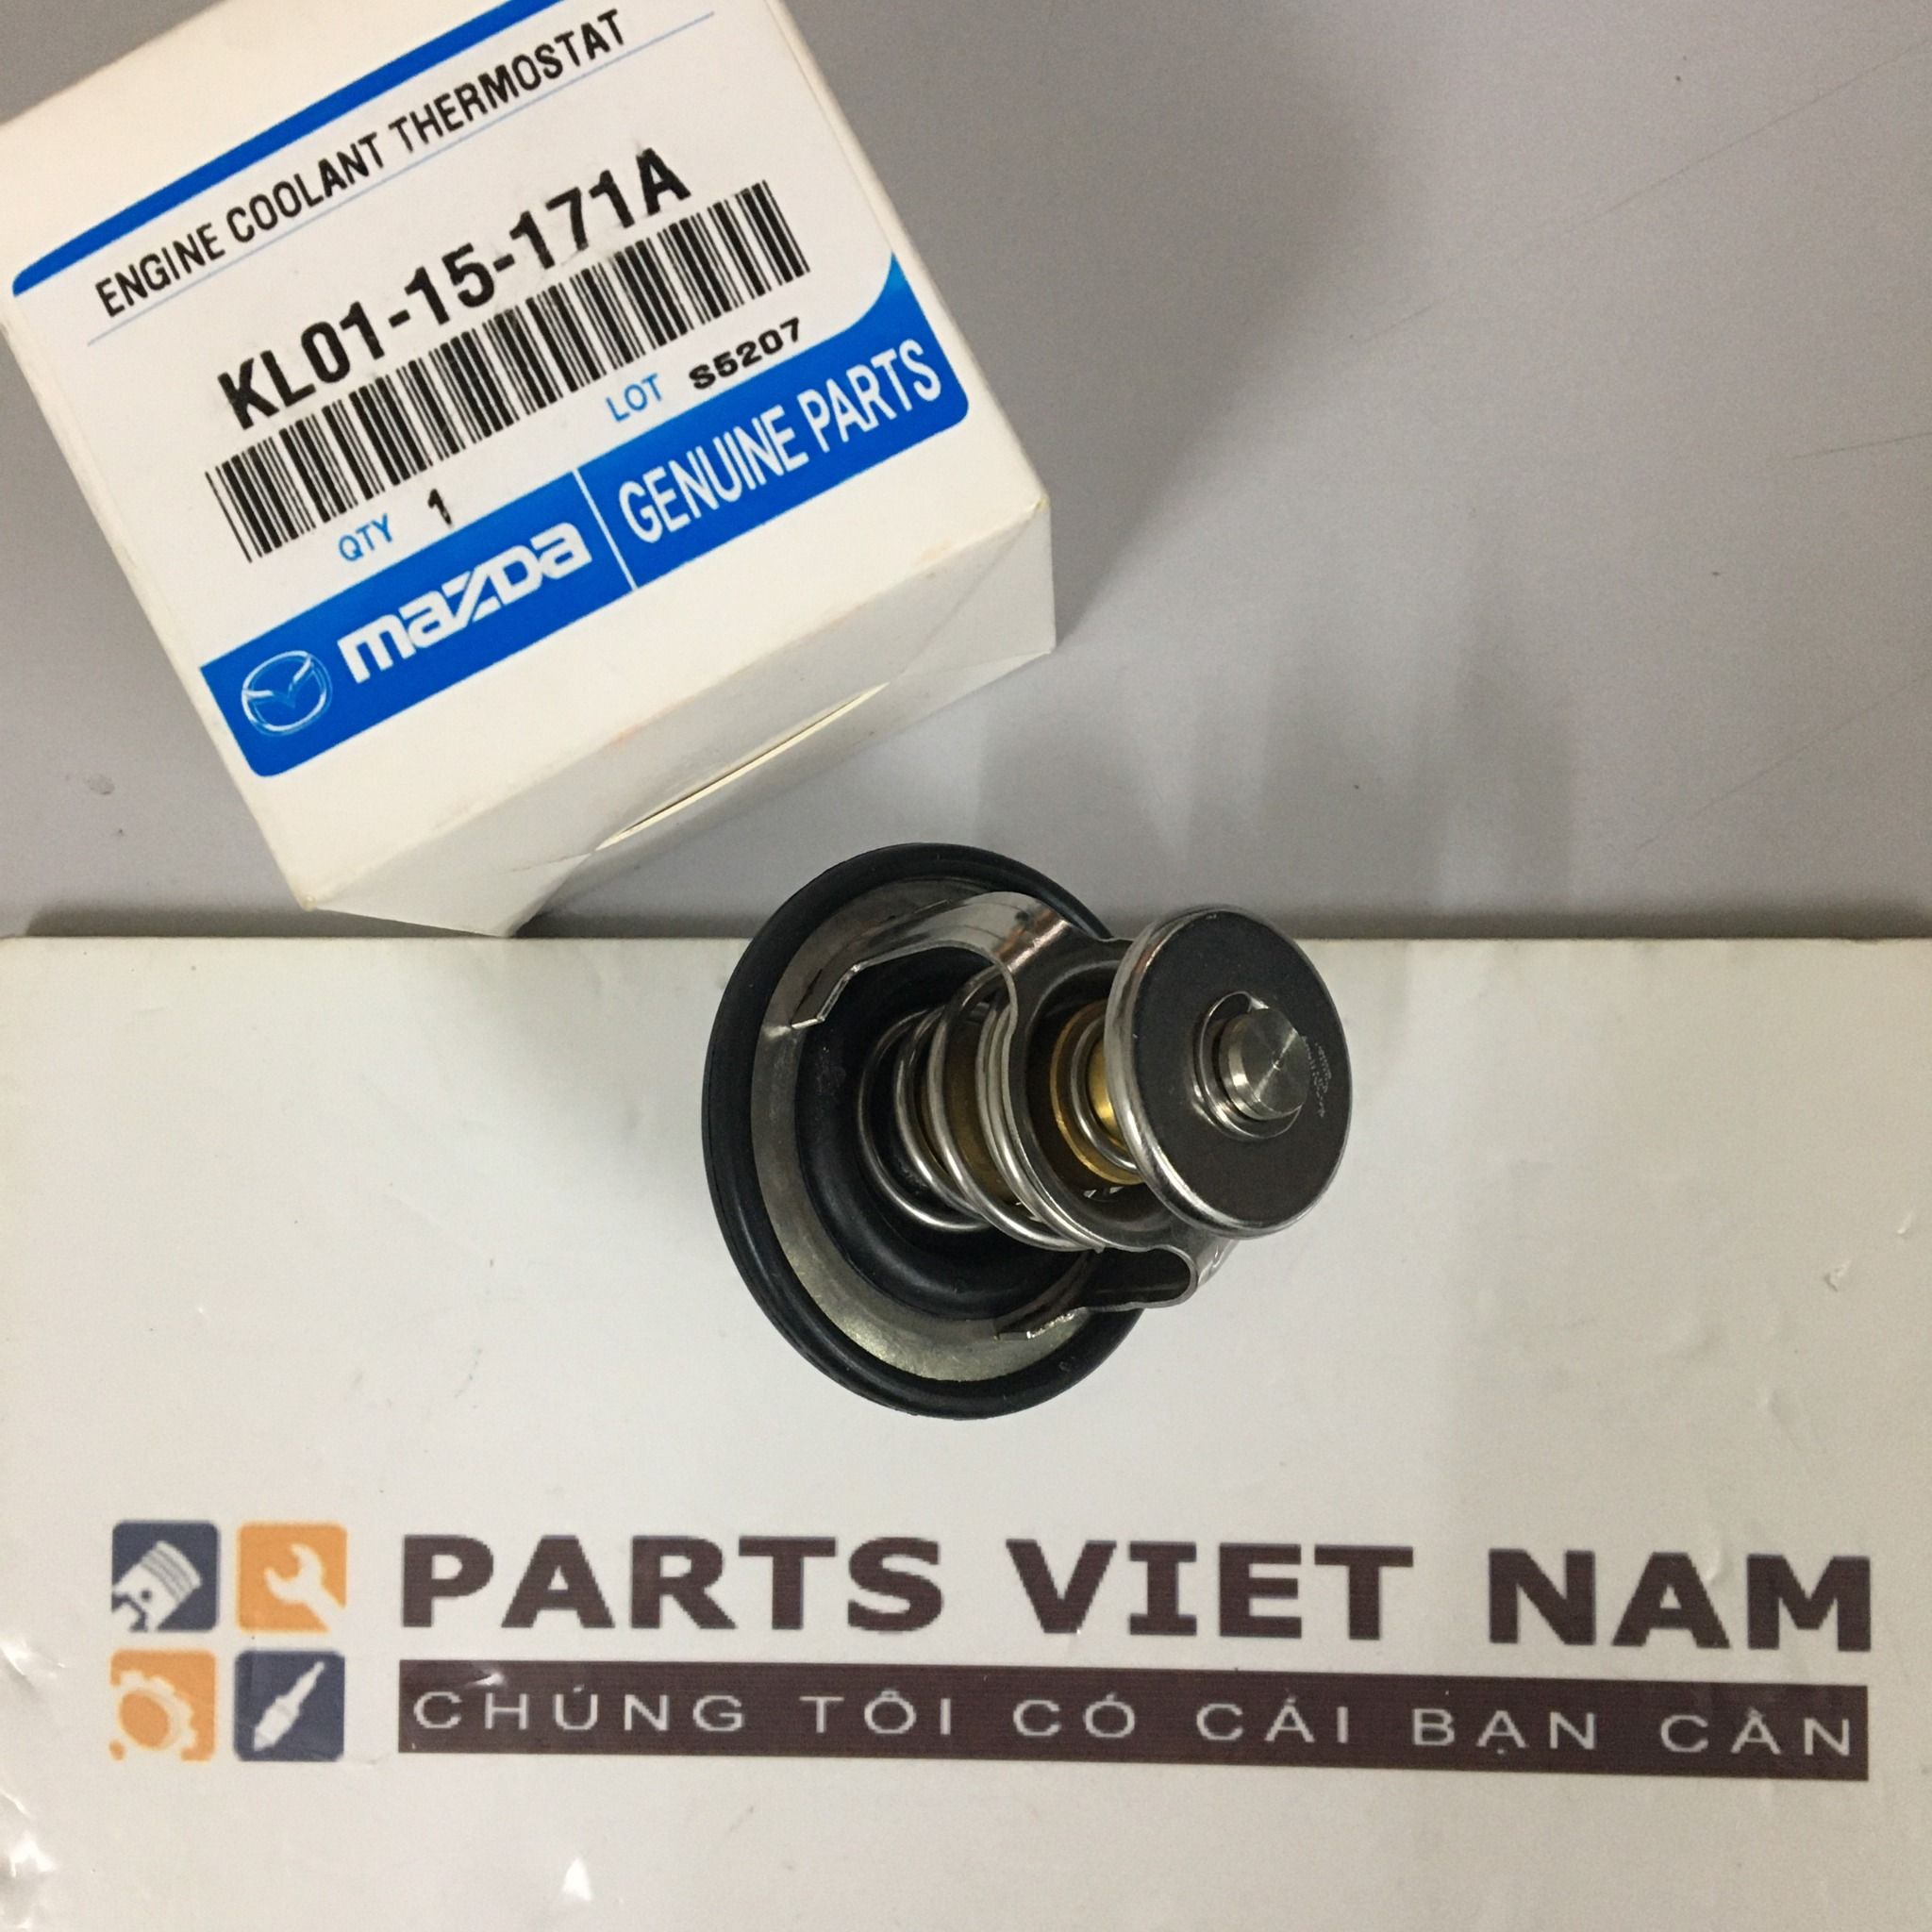 ENGINE COOLANT THERMOSTAT
KL01-15-171A
QTY 1 LOT S5207
mazda GENUINE PARTS
PARTS VIET NAM
CHÚNG TÔI CÓ CÁI BẠN CẦN